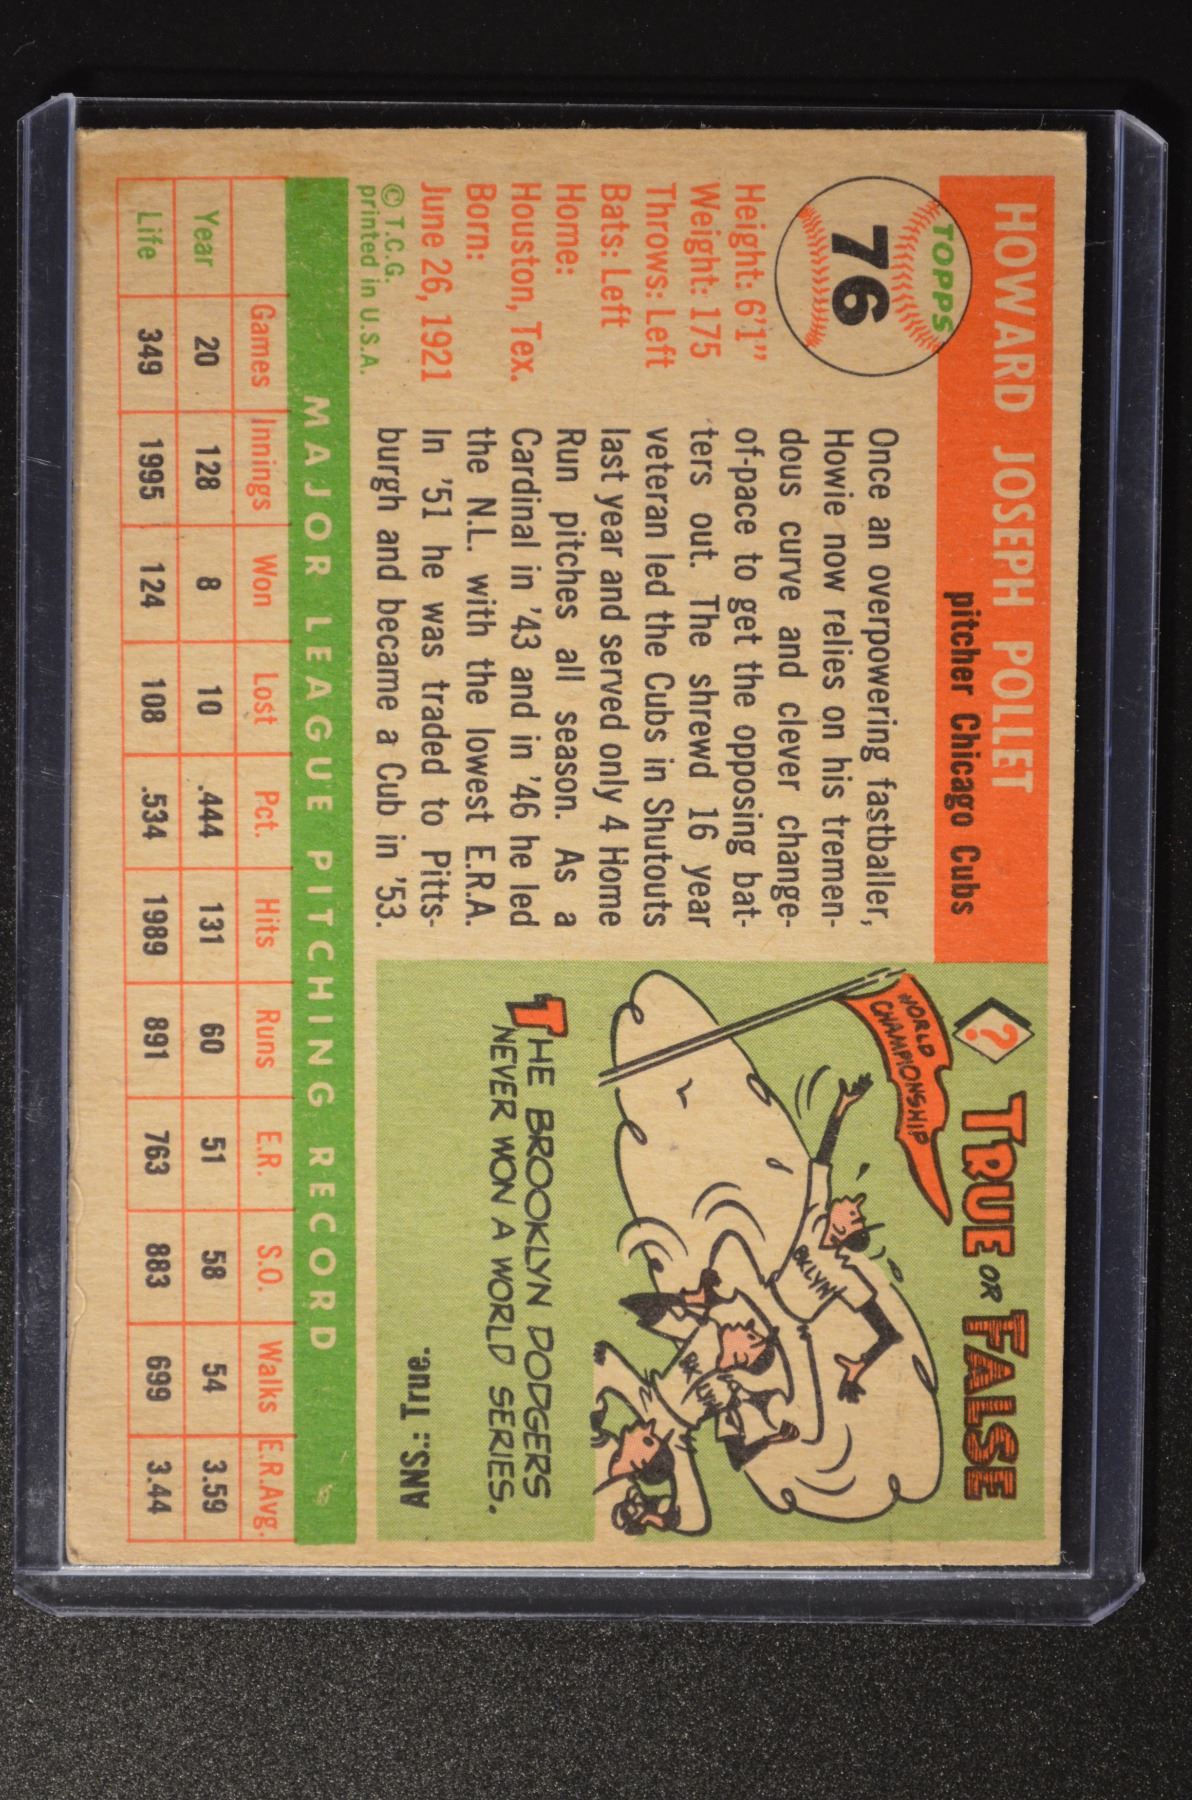 HOWARD JOSEPH POLLET
pitcher Chicago Cubs
TOPPS
76
Height: 6'1"
Weight: 175
Throws: Left
Bats: Left
Home:
Houston, Tex.
Born:
June 26, 1921
© T.C.G.
printed in U.S.A.
Once an overpowering fastballer,
Howie now relies on his tremen-
dous curve and clever change-
of-pace to get the opposing bat-
ters out. The shrewd 16 year
veteran led the Cubs in Shutouts
last year and served only 4 Home
Run pitches all season. As a
Cardinal in '43 and in '46 he led
the N.L. with the lowest E.R.A.
In '51 he was traded to Pitts-
burgh and became a Cub in '53.
? TRUE OR FALSE
WORLD
CHAMPIONSHIP
BKLYN
BKLYN
THE BROOKLYN DODGERS
NEVER WON A WORLD SERIES.
ANS.: True.
MAJOR LEAGUE PITCHING RECORD
Games Innings Won Lost Pct. Hits Runs E.R. S.O. Walks E.R.Avg.
Year 20 128 8 10 .444 131 60 51 58 54 3.59
Life 349 1995 124 108 .534 1989 891 763 883 699 3.44